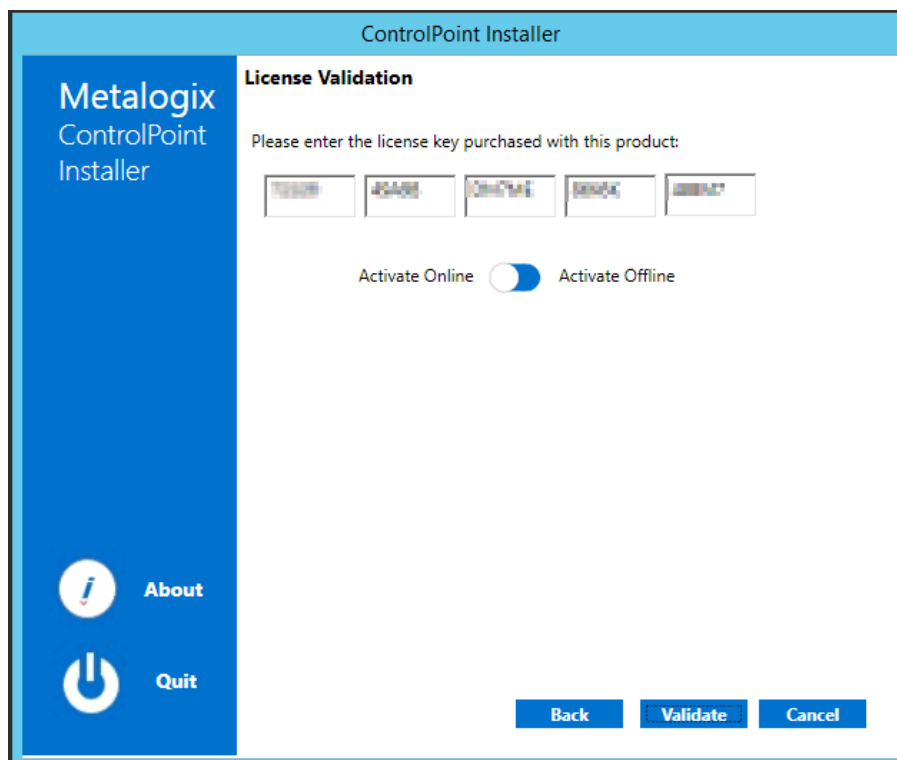 ControlPoint Installer
Metalogix
ControlPoint
Installer
License Validation
Please enter the license key purchased with this product:
Activate Online Activate Offline
About
Quit
Back Validate Cancel